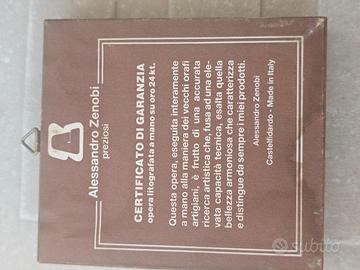 Alessandro Zenobi
preziosi
CERTIFICATO DI GARANZIA
opera litografata a mano su oro 24 kt.
Questa opera, eseguita interamente
a mano alla maniera dei vecchi orafi
artigiani, è frutto di una accurata
ricerca artistica che, fusa ad una ele-
vata capacità tecnica, esalta quella
bellezza armoniosa che caratterizza
e distingue da sempre i miei prodotti.
Alessandro Zenobi
Castelfidardo - Made in Italy
subito